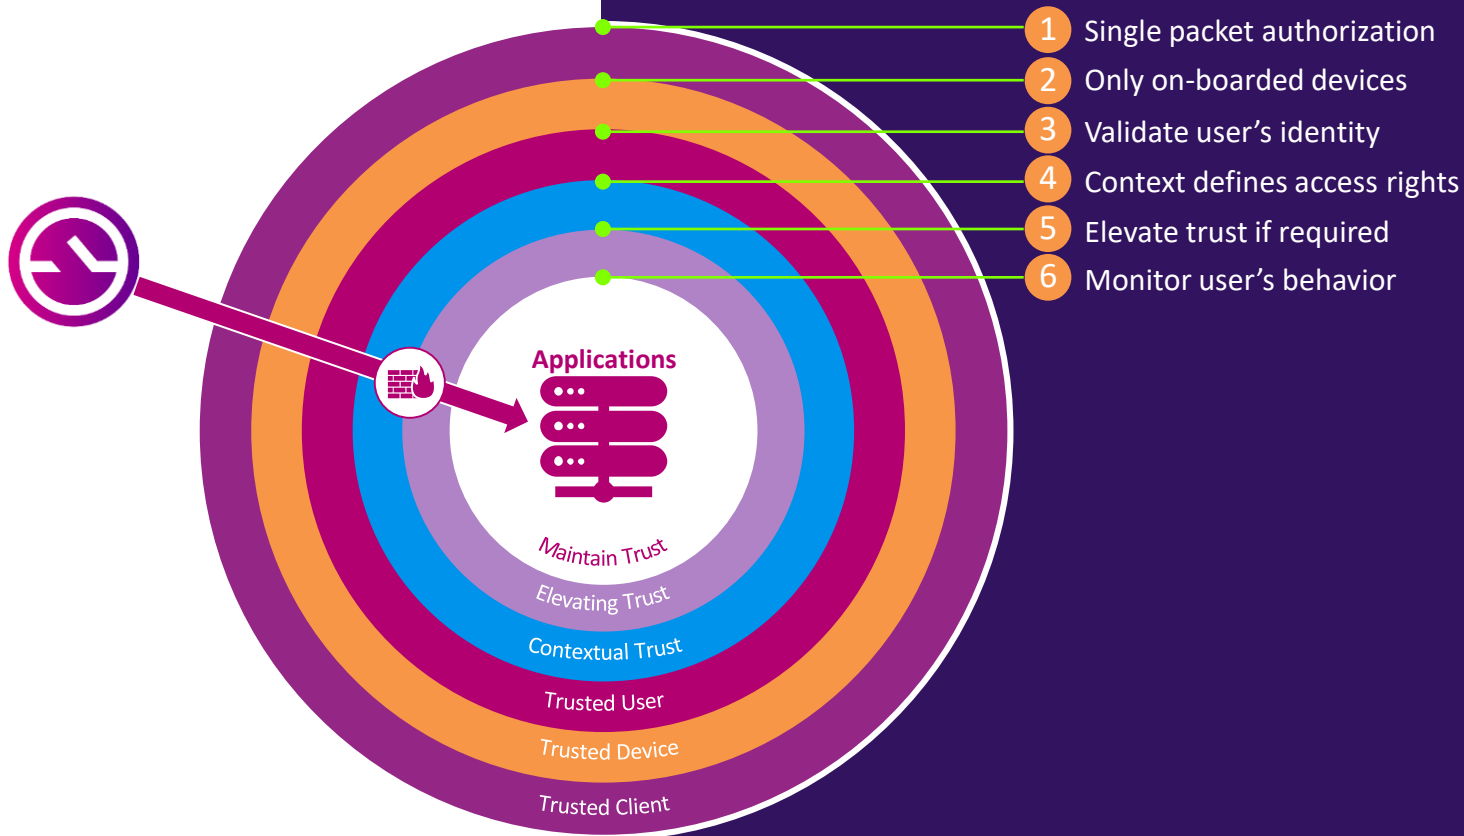 1 Single packet authorization
2 Only on-boarded devices
3 Validate user’s identity
4 Context defines access rights
5 Elevate trust if required
6 Monitor user’s behavior
Applications
Maintain Trust
Elevating Trust
Contextual Trust
Trusted User
Trusted Device
Trusted Client